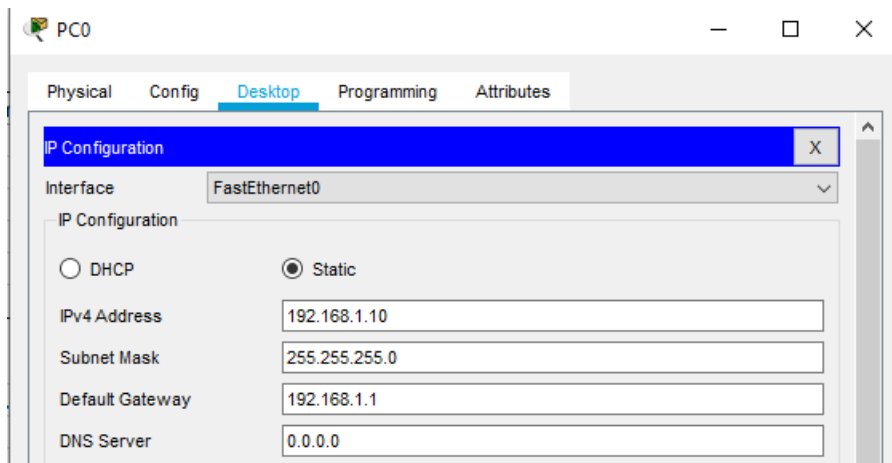 PC0
Physical Config Desktop Programming Attributes
IP Configuration X
Interface FastEthernet0
IP Configuration
DHCP Static
IPv4 Address 192.168.1.10
Subnet Mask 255.255.255.0
Default Gateway 192.168.1.1
DNS Server 0.0.0.0